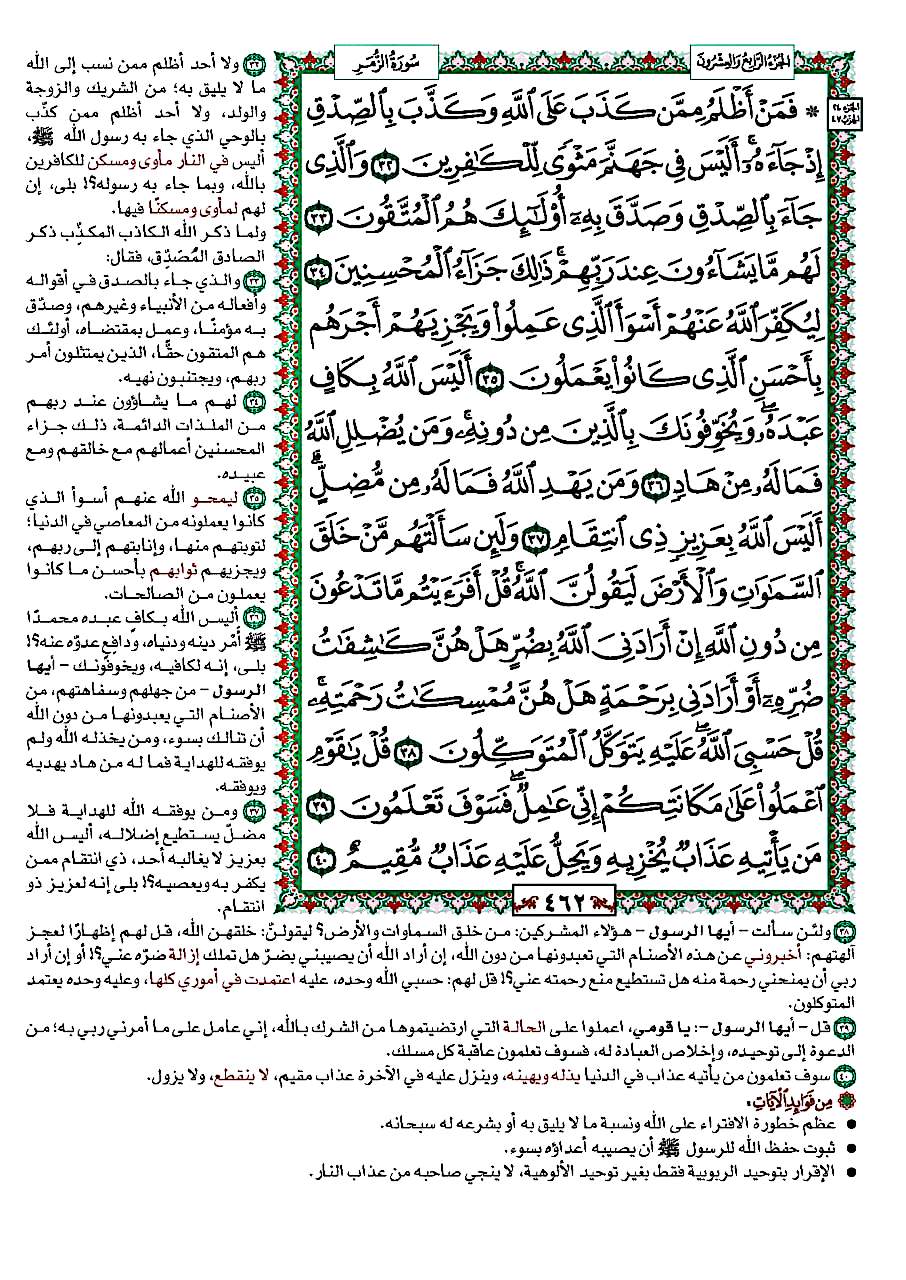 الجزء الرابع والعشرون
سورة الزمر
* فَمَنْ أَظْلَمُ مِمَّن كَذَبَ عَلَى ٱللَّهِ وَكَذَّبَ بِٱلصِّدْقِ
إِذْ جَآءَهُۥٓ أَلَيْسَ فِى جَهَنَّمَ مَثْوًى لِّلْكَٰفِرِينَ ٣٢ وَٱلَّذِى
جَآءَ بِٱلصِّدْقِ وَصَدَّقَ بِهِۦٓ أُو۟لَٰٓئِكَ هُمُ ٱلْمُتَّقُونَ ٣٣
لَهُم مَّا يَشَآءُونَ عِندَ رَبِّهِمْ ۚ ذَٰلِكَ جَزَآءُ ٱلْمُحْسِنِينَ ٣٤
لِيُكَفِّرَ ٱللَّهُ عَنْهُمْ أَسْوَأَ ٱلَّذِى عَمِلُوا۟ وَيَجْزِيَهُمْ أَجْرَهُم
بِأَحْسَنِ ٱلَّذِى كَانُوا۟ يَعْمَلُونَ ٣٥ أَلَيْسَ ٱللَّهُ بِكَافٍ
عَبْدَهُۥ ۖ وَيُخَوِّفُونَكَ بِٱلَّذِينَ مِن دُونِهِۦ ۚ وَمَن يُضْلِلِ ٱللَّهُ
فَمَا لَهُۥ مِنْ هَادٍ ٣٦ وَمَن يَهْدِ ٱللَّهُ فَمَا لَهُۥ مِن مُّضِلٍّ ۗ
أَلَيْسَ ٱللَّهُ بِعَزِيزٍ ذِى ٱنتِقَامٍ ٣٧ وَلَئِن سَأَلْتَهُم مَّنْ خَلَقَ
ٱلسَّمَٰوَٰتِ وَٱلْأَرْضَ لَيَقُولُنَّ ٱللَّهُ ۚ قُلْ أَفَرَءَيْتُم مَّا تَدْعُونَ
مِن دُونِ ٱللَّهِ إِنْ أَرَادَنِىَ ٱللَّهُ بِضُرٍّ هَلْ هُنَّ كَٰشِفَٰتُ
ضُرِّهِۦٓ أَوْ أَرَادَنِى بِرَحْمَةٍ هَلْ هُنَّ مُمْسِكَٰتُ رَحْمَتِهِۦ ۚ
قُلْ حَسْبِىَ ٱللَّهُ ۖ عَلَيْهِ يَتَوَكَّلُ ٱلْمُتَوَكِّلُونَ ٣٨ قُلْ يَٰقَوْمِ
ٱعْمَلُوا۟ عَلَىٰ مَكَانَتِكُمْ إِنِّى عَٰمِلٌ ۖ فَسَوْفَ تَعْلَمُونَ ٣٩
مَن يَأْتِيهِ عَذَابٌ يُخْزِيهِ وَيَحِلُّ عَلَيْهِ عَذَابٌ مُّقِيمٌ ٤٠
٤٦٢
٣٢ ولا أحد أظلم ممن نسب إلى الله
ما لا يليق به؛ من الشريك والزوجة
والولد، ولا أحد أظلم ممن كذّب
بالوحي الذي جاء به رسول الله ﷺ،
أليس في النار مأوى ومسكن للكافرين
بالله، وبما جاء به رسوله؟! بلى، إن
لهم لمأوى ومسكنًا فيها.
ولما ذكر الله الكاذب المكذِّب ذكر
الصادق المُصَدِّق، فقال:
٣٣ والذي جاء بالصدق في أقواله
وأفعاله من الأنبياء وغيرهم، وصدّق
به مؤمنًا، وعمل بمقتضاه، أولئك
هم المتقون حقًّا، الذين يمتثلون أمر
ربهم، ويجتنبون نهيه.
٣٤ لهم ما يشاؤون عند ربهم
من الملذات الدائمة، ذلك جزاء
المحسنين أعمالهم مع خالقهم ومع
عبيده.
٣٥ ليمحو الله عنهم أسوأ الذي
كانوا يعملونه من المعاصي في الدنيا؛
لتوبتهم منها، وإنابتهم إلى ربهم،
ويجزيهم ثوابهم بأحسن ما كانوا
يعملون من الصالحات.
٣٦ أليس الله بكافٍ عبده محمدًا
ﷺ أمْر دينه ودنياه، ودافعٍ عدوّه عنه؟!
بلى، إنه لكافيه، ويخوفونك – أيها
الرسول – من جهلهم وسفاهتهم، من
الأصنام التي يعبدونها من دون الله
أن تنالك بسوء، ومن يخذله الله ولم
يوفقه للهداية فما له من هاد يهديه
ويوفقه.
٣٧ ومن يوفقه الله للهداية فلا
مضلّ يستطيع إضلاله، أليس الله
بعزيز لا يغالبه أحد، ذي انتقام ممن
يكفر به ويعصيه؟! بلى إنه لعزيز ذو
انتقام.
٣٨ ولئن سألت – أيها الرسول – هؤلاء المشركين: من خلق السماوات والأرض؟ ليقولنّ: خلقهن الله، قل لهم إظهارًا لعجز
آلهتهم: أخبروني عن هذه الأصنام التي تعبدونها من دون الله، إن أراد الله أن يصيبني بضرّ هل تملك إزالة ضرّه عني؟! أو إن أراد
ربي أن يمنحني رحمة منه هل تستطيع منع رحمته عني؟! قل لهم: حسبي الله وحده، عليه اعتمدت في أموري كلها، وعليه وحده يعتمد
المتوكلون.
٣٩ قل – أيها الرسول –: يا قومي، اعملوا على الحالة التي ارتضيتموها من الشرك بالله، إني عامل على ما أمرني ربي به؛ من
الدعوة إلى توحيده، وإخلاص العبادة له، فسوف تعلمون عاقبة كل مسلك.
٤٠ سوف تعلمون من يأتيه عذاب في الدنيا يذله ويهينه، وينزل عليه في الآخرة عذاب مقيم، لا ينقطع، ولا يزول.
من فوائد الآيات:
● عظم خطورة الافتراء على الله ونسبة ما لا يليق به أو بشرعه له سبحانه.
● ثبوت حفظ الله للرسول ﷺ أن يصيبه أعداؤه بسوء.
● الإقرار بتوحيد الربوبية فقط بغير توحيد الألوهية، لا ينجي صاحبه من عذاب النار.